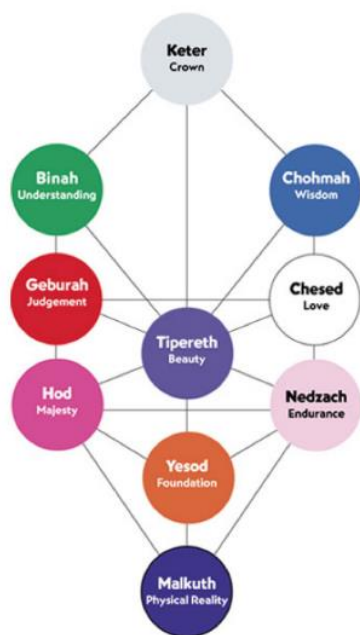 Keter
Crown
Binah
Understanding
Chohmah
Wisdom
Geburah
Judgement
Chesed
Love
Tipereth
Beauty
Hod
Majesty
Nedzach
Endurance
Yesod
Foundation
Malkuth
Physical Reality